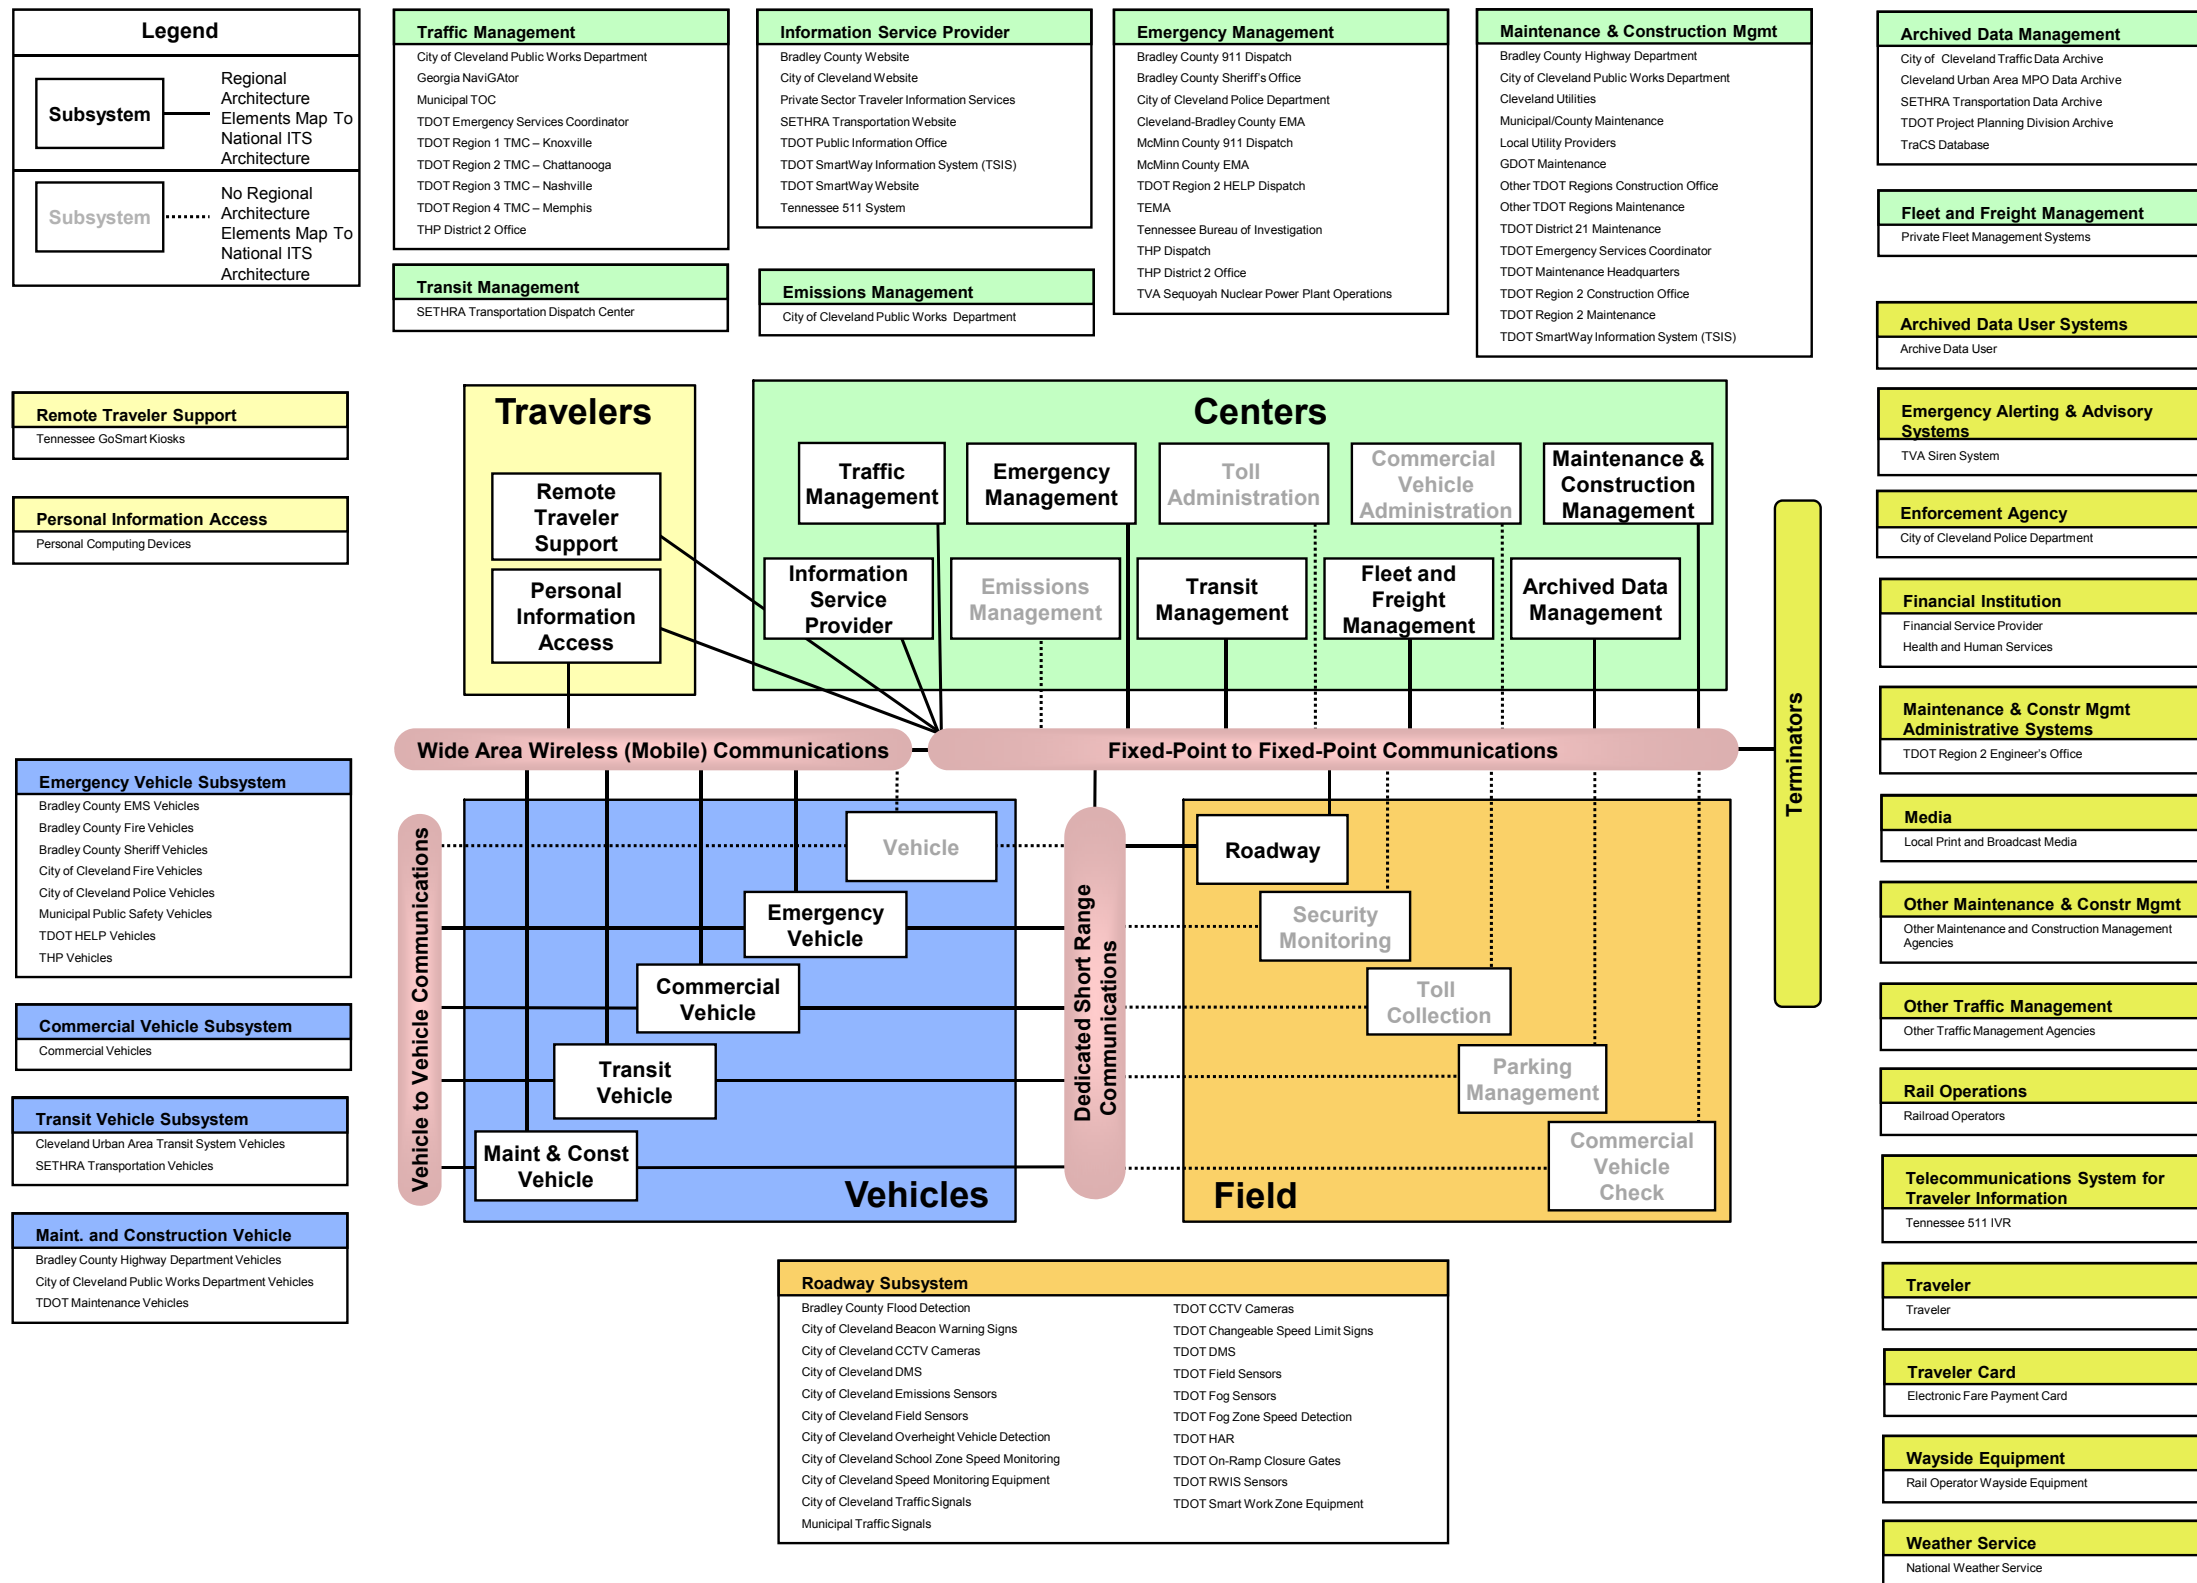 Legend
Subsystem
Regional
Architecture
Elements Map To
National ITS
Architecture
Subsystem
No Regional
Architecture
Elements Map To
National ITS
Architecture
Traffic Management
City of Cleveland Public Works Department
Georgia NaviGAtor
Municipal TOC
TDOT Emergency Services Coordinator
TDOT Region 1 TMC – Knoxville
TDOT Region 2 TMC – Chattanooga
TDOT Region 3 TMC – Nashville
TDOT Region 4 TMC – Memphis
THP District 2 Office
Transit Management
SETHRA Transportation Dispatch Center
Information Service Provider
Bradley County Website
City of Cleveland Website
Private Sector Traveler Information Services
SETHRA Transportation Website
TDOT Public Information Office
TDOT SmartWay Information System (TSIS)
TDOT SmartWay Website
Tennessee 511 System
Emissions Management
City of Cleveland Public Works Department
Emergency Management
Bradley County 911 Dispatch
Bradley County Sheriff's Office
City of Cleveland Police Department
Cleveland-Bradley County EMA
McMinn County 911 Dispatch
McMinn County EMA
TDOT Region 2 HELP Dispatch
TEMA
Tennessee Bureau of Investigation
THP Dispatch
THP District 2 Office
TVA Sequoyah Nuclear Power Plant Operations
Maintenance & Construction Mgmt
Bradley County Highway Department
City of Cleveland Public Works Department
Cleveland Utilities
Municipal/County Maintenance
Local Utility Providers
GDOT Maintenance
Other TDOT Regions Construction Office
Other TDOT Regions Maintenance
TDOT District 21 Maintenance
TDOT Emergency Services Coordinator
TDOT Maintenance Headquarters
TDOT Region 2 Construction Office
TDOT Region 2 Maintenance
TDOT SmartWay Information System (TSIS)
Archived Data Management
City of Cleveland Traffic Data Archive
Cleveland Urban Area MPO Data Archive
SETHRA Transportation Data Archive
TDOT Project Planning Division Archive
TraCS Database
Fleet and Freight Management
Private Fleet Management Systems
Archived Data User Systems
Archive Data User
Emergency Alerting & Advisory
Systems
TVA Siren System
Enforcement Agency
City of Cleveland Police Department
Financial Institution
Financial Service Provider
Health and Human Services
Maintenance & Constr Mgmt
Administrative Systems
TDOT Region 2 Engineer's Office
Media
Local Print and Broadcast Media
Other Maintenance & Constr Mgmt
Other Maintenance and Construction Management
Agencies
Other Traffic Management
Other Traffic Management Agencies
Rail Operations
Railroad Operators
Telecommunications System for
Traveler Information
Tennessee 511 IVR
Traveler
Traveler
Traveler Card
Electronic Fare Payment Card
Wayside Equipment
Rail Operator Wayside Equipment
Weather Service
National Weather Service
Remote Traveler Support
Tennessee GoSmart Kiosks
Personal Information Access
Personal Computing Devices
Emergency Vehicle Subsystem
Bradley County EMS Vehicles
Bradley County Fire Vehicles
Bradley County Sheriff Vehicles
City of Cleveland Fire Vehicles
City of Cleveland Police Vehicles
Municipal Public Safety Vehicles
TDOT HELP Vehicles
THP Vehicles
Commercial Vehicle Subsystem
Commercial Vehicles
Transit Vehicle Subsystem
Cleveland Urban Area Transit System Vehicles
SETHRA Transportation Vehicles
Maint. and Construction Vehicle
Bradley County Highway Department Vehicles
City of Cleveland Public Works Department Vehicles
TDOT Maintenance Vehicles
Travelers
Remote
Traveler
Support
Personal
Information
Access
Centers
Traffic
Management
Emergency
Management
Toll
Administration
Commercial
Vehicle
Administration
Maintenance &
Construction
Management
Information
Service
Provider
Emissions
Management
Transit
Management
Fleet and
Freight
Management
Archived Data
Management
Terminators
Wide Area Wireless (Mobile) Communications
Fixed-Point to Fixed-Point Communications
Vehicle to Vehicle Communications
Vehicle
Emergency
Vehicle
Commercial
Vehicle
Transit
Vehicle
Maint & Const
Vehicle
Vehicles
Dedicated Short Range
Communications
Roadway
Security
Monitoring
Toll
Collection
Parking
Management
Commercial
Vehicle
Check
Field
Roadway Subsystem
Bradley County Flood Detection
City of Cleveland Beacon Warning Signs
City of Cleveland CCTV Cameras
City of Cleveland DMS
City of Cleveland Emissions Sensors
City of Cleveland Field Sensors
City of Cleveland Overheight Vehicle Detection
City of Cleveland School Zone Speed Monitoring
City of Cleveland Speed Monitoring Equipment
City of Cleveland Traffic Signals
Municipal Traffic Signals
TDOT CCTV Cameras
TDOT Changeable Speed Limit Signs
TDOT DMS
TDOT Field Sensors
TDOT Fog Sensors
TDOT Fog Zone Speed Detection
TDOT HAR
TDOT On-Ramp Closure Gates
TDOT RWIS Sensors
TDOT Smart Work Zone Equipment